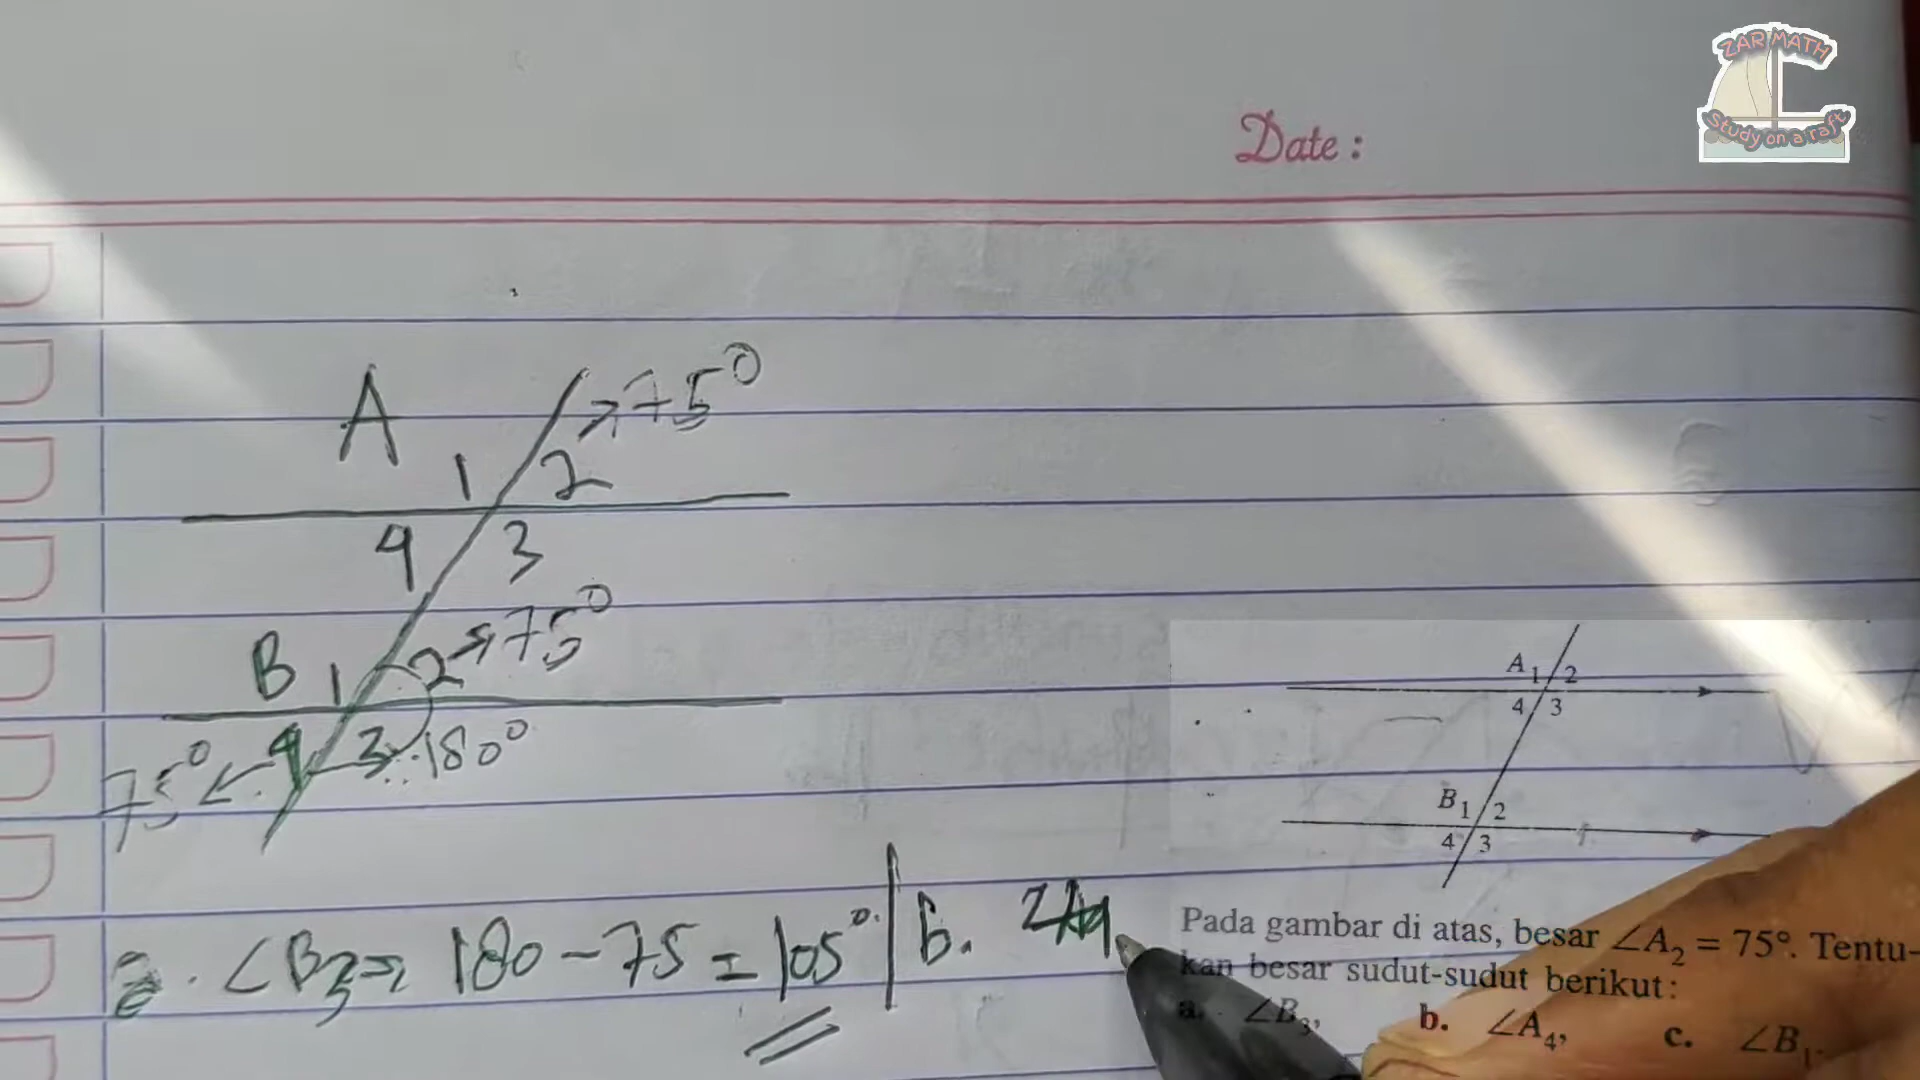 ZAR MATH
Study on a raft
Date :
A
75°
1 2
4 3
75°
B 1 2
75° 4 3 180°
a. ∠B3 = 180 - 75 = 105°. b. ∠A4
A 1 2
4 3
B 1 2
4 3
Pada gambar di atas, besar ∠A2 = 75°. Tentu-
kan besar sudut-sudut berikut:
a. ∠B3, b. ∠A4, c. ∠B1.